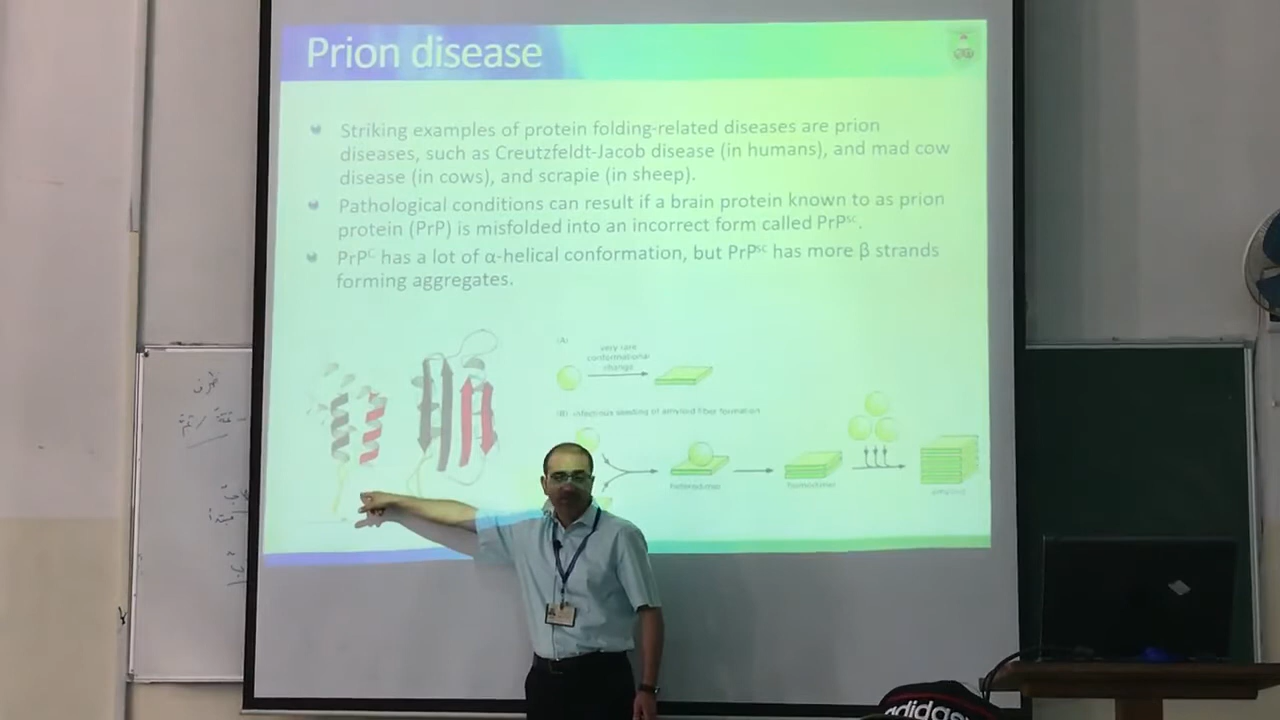 Prion disease
Striking examples of protein folding-related diseases are prion
diseases, such as Creutzfeldt-Jacob disease (in humans), and mad cow
disease (in cows), and scrapie (in sheep).
Pathological conditions can result if a brain protein known to as prion
protein (PrP) is misfolded into an incorrect form called PrPˢᶜ.
PrPᶜ has a lot of α-helical conformation, but PrPˢᶜ has more β strands
forming aggregates.
(A)
very rare
conformational
change
(B) infectious seeding of amyloid fiber formation
heterodimer
homodimer
amyloid
ظرف
adidas